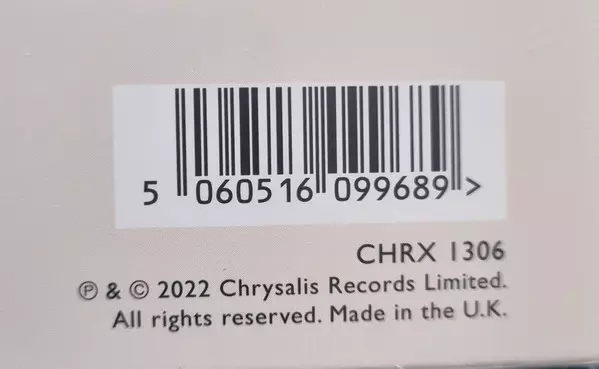 5 060516 099689 >
CHRX 1306
℗ & © 2022 Chrysalis Records Limited.
All rights reserved. Made in the U.K.